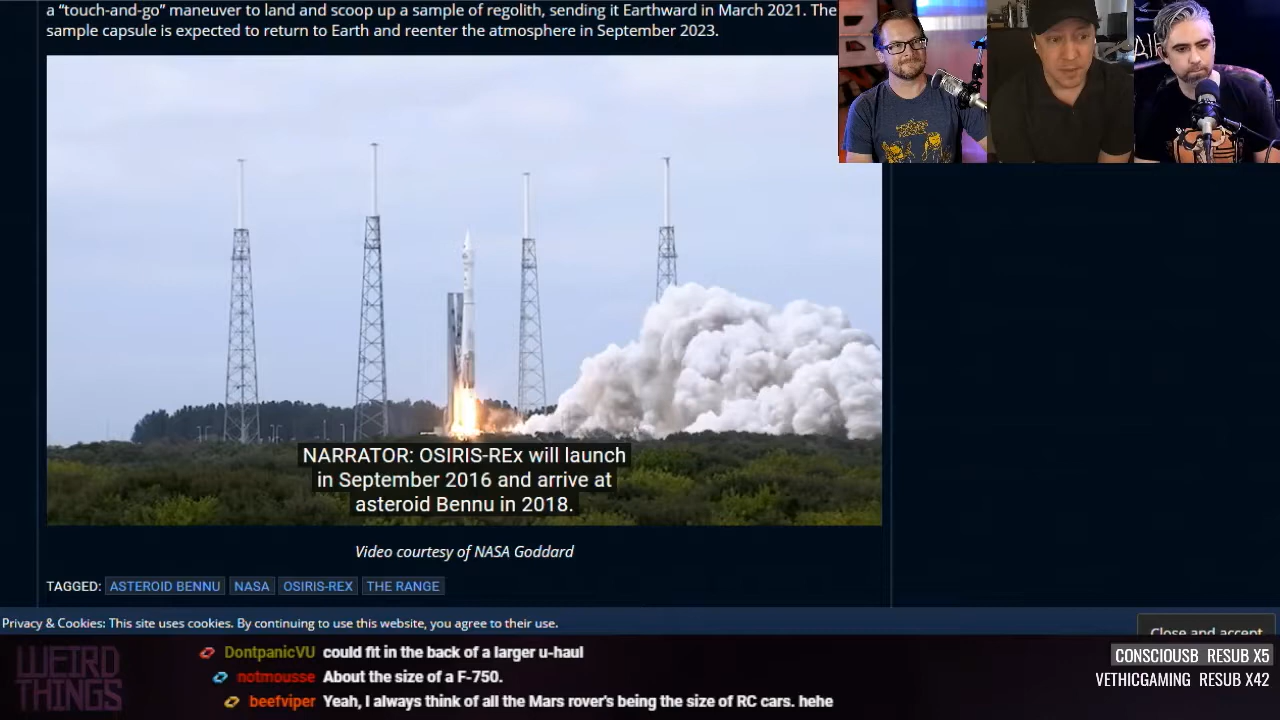 a “touch-and-go” maneuver to land and scoop up a sample of regolith, sending it Earthward in March 2021. The
sample capsule is expected to return to Earth and reenter the atmosphere in September 2023.
NARRATOR: OSIRIS-REx will launch
in September 2016 and arrive at
asteroid Bennu in 2018.
Video courtesy of NASA Goddard
TAGGED: ASTEROID BENNU NASA OSIRIS-REX THE RANGE
Privacy & Cookies: This site uses cookies. By continuing to use this website, you agree to their use.
Close and accept
WEIRD
THINGS
DontpanicVU could fit in the back of a larger u-haul
notmousse About the size of a F-750.
beefviper Yeah, I always think of all the Mars rover's being the size of RC cars. hehe
CONSCIOUSB RESUB X5
VETHICGAMING RESUB X42